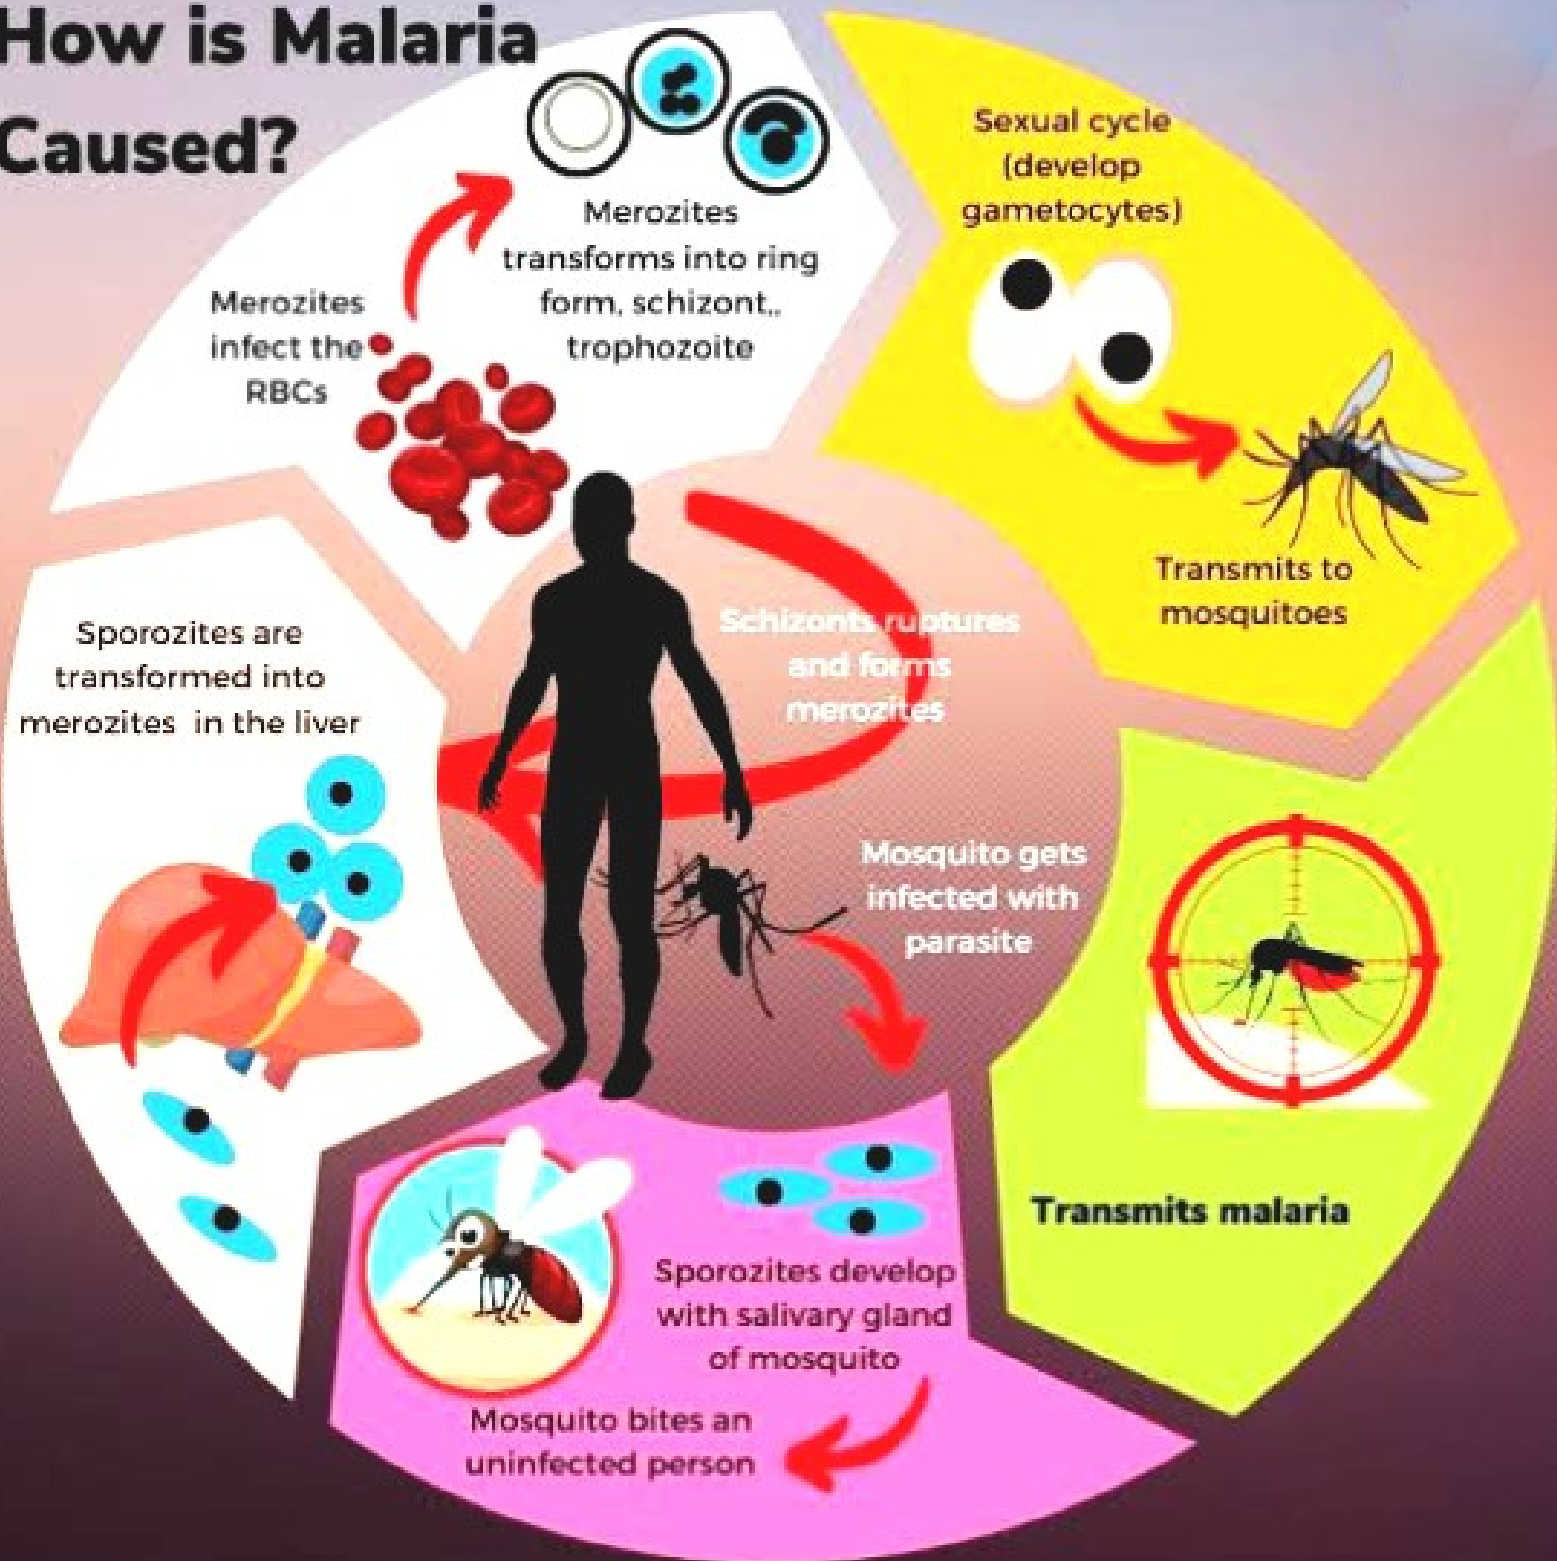 How is Malaria
Caused?
Merozites
infect the
RBCs
Merozites
transforms into ring
form, schizont,,
trophozoite
Sexual cycle
(develop
gametocytes)
Transmits to
mosquitoes
Transmits malaria
Sporozites develop
with salivary gland
of mosquito
Mosquito bites an
uninfected person
Sporozites are
transformed into
merozites in the liver
Schizonts ruptures
and forms
merozites
Mosquito gets
infected with
parasite